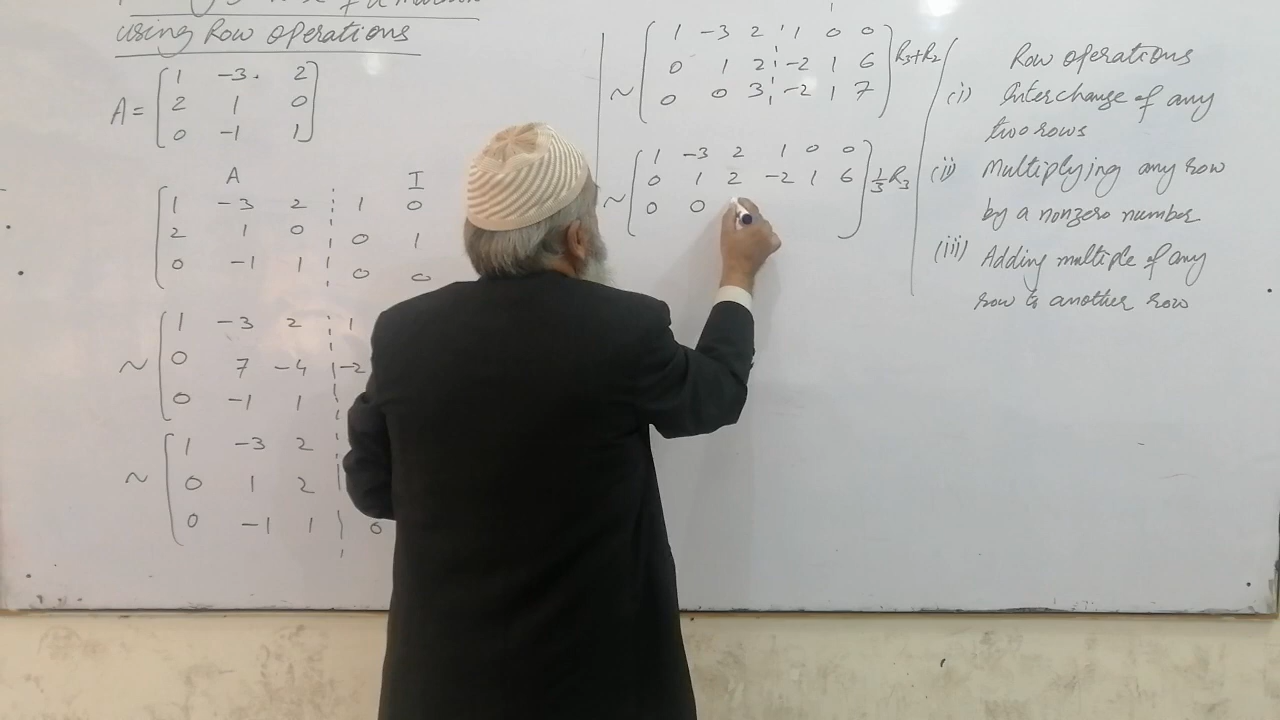 using Row operations
A = [ 1 -3 2
2 1 0
0 -1 1 ]
A I
[ 1 -3 2 ¦ 1 0
2 1 0 ¦ 0 1
0 -1 1 ¦ 0 0
~ [ 1 -3 2 ¦ 1
0 7 -4 ¦ -2
0 -1 1 ¦
~ [ 1 -3 2 ¦
0 1 2 ¦
0 -1 1 ¦ 0
~ [ 1 -3 2 ¦ 1 0 0
0 1 2 ¦ -2 1 6
0 0 3 ¦ -2 1 7 ] R3+R2
~ [ 1 -3 2 1 0 0
0 1 2 -2 1 6
0 0 ] 1/3 R3
Row operations
(i) Interchange of any
two rows
(ii) Multiplying any row
by a nonzero number
(iii) Adding multiple of any
row to another row